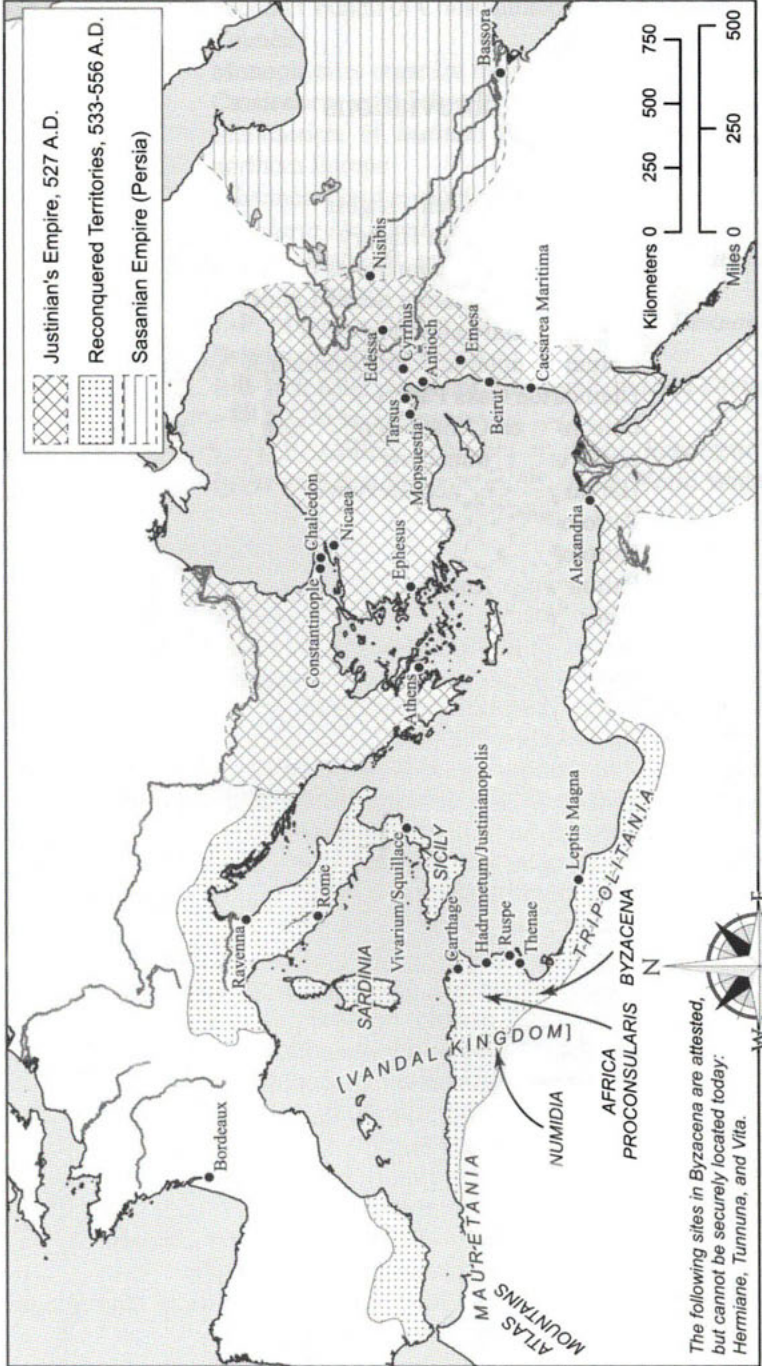 Justinian's Empire, 527 A.D.
Reconquered Territories, 533-556 A.D.
Sasanian Empire (Persia)
Bordeaux
Ravenna
Rome
Vivarium/Squillace
SARDINIA
SICILY
[VANDAL KINGDOM]
Carthage
Hadrumetum/Justinianopolis
Ruspe
Thenae
Leptis Magna
TRIPOLITANIA
MAURETANIA
ATLAS
MOUNTAINS
NUMIDIA
AFRICA
PROCONSULARIS
BYZACENA
Constantinople
Chalcedon
Nicaea
Ephesus
Athens
Edessa
Nisibis
Cyrrhus
Antioch
Tarsus
Mopsuestia
Emesa
Beirut
Caesarea Maritima
Alexandria
Bassora
The following sites in Byzacena are attested,
but cannot be securely located today:
Hermiane, Tunnuna, and Vita.
N
W
E
Kilometers
0 250 500 750
Miles
0 250 500